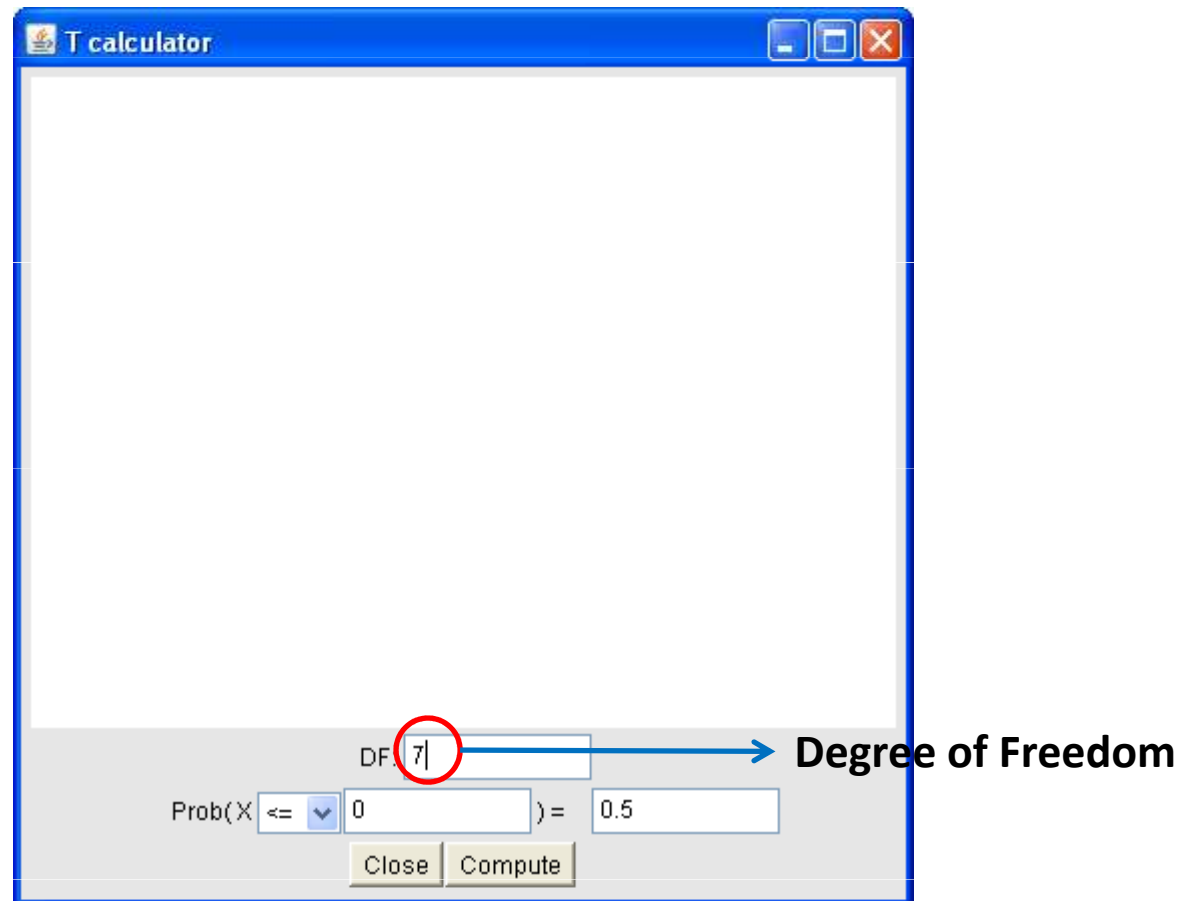 T calculator
DF: 7 Degree of Freedom
Prob(X <= 0 ) = 0.5
Close Compute